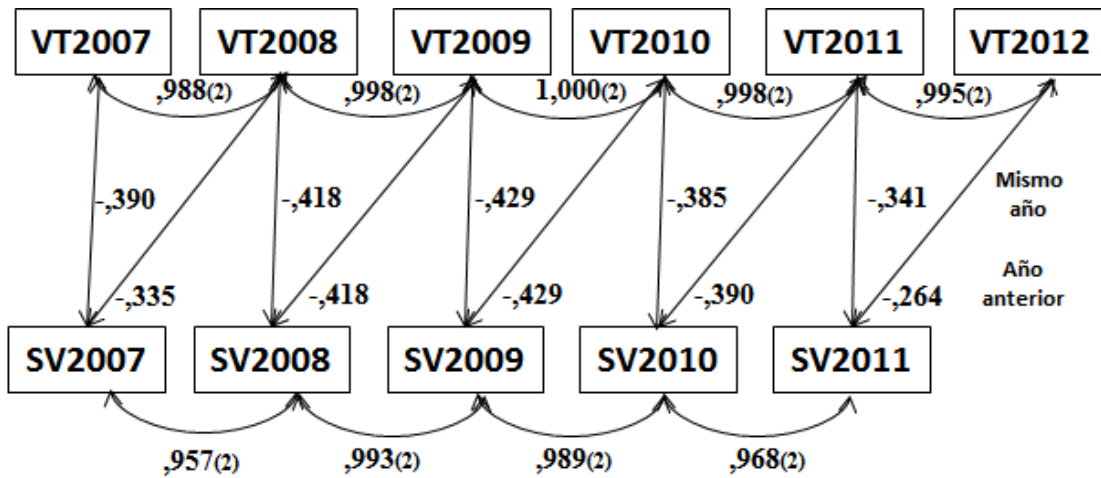 VT2007 VT2008 VT2009 VT2010 VT2011 VT2012
,988(2) ,998(2) 1,000(2) ,998(2) ,995(2)
-,390 -,418 -,429 -,385 -,341 Mismo
año
-,335 -,418 -,429 -,390 -,264 Año
anterior
SV2007 SV2008 SV2009 SV2010 SV2011
,957(2) ,993(2) ,989(2) ,968(2)